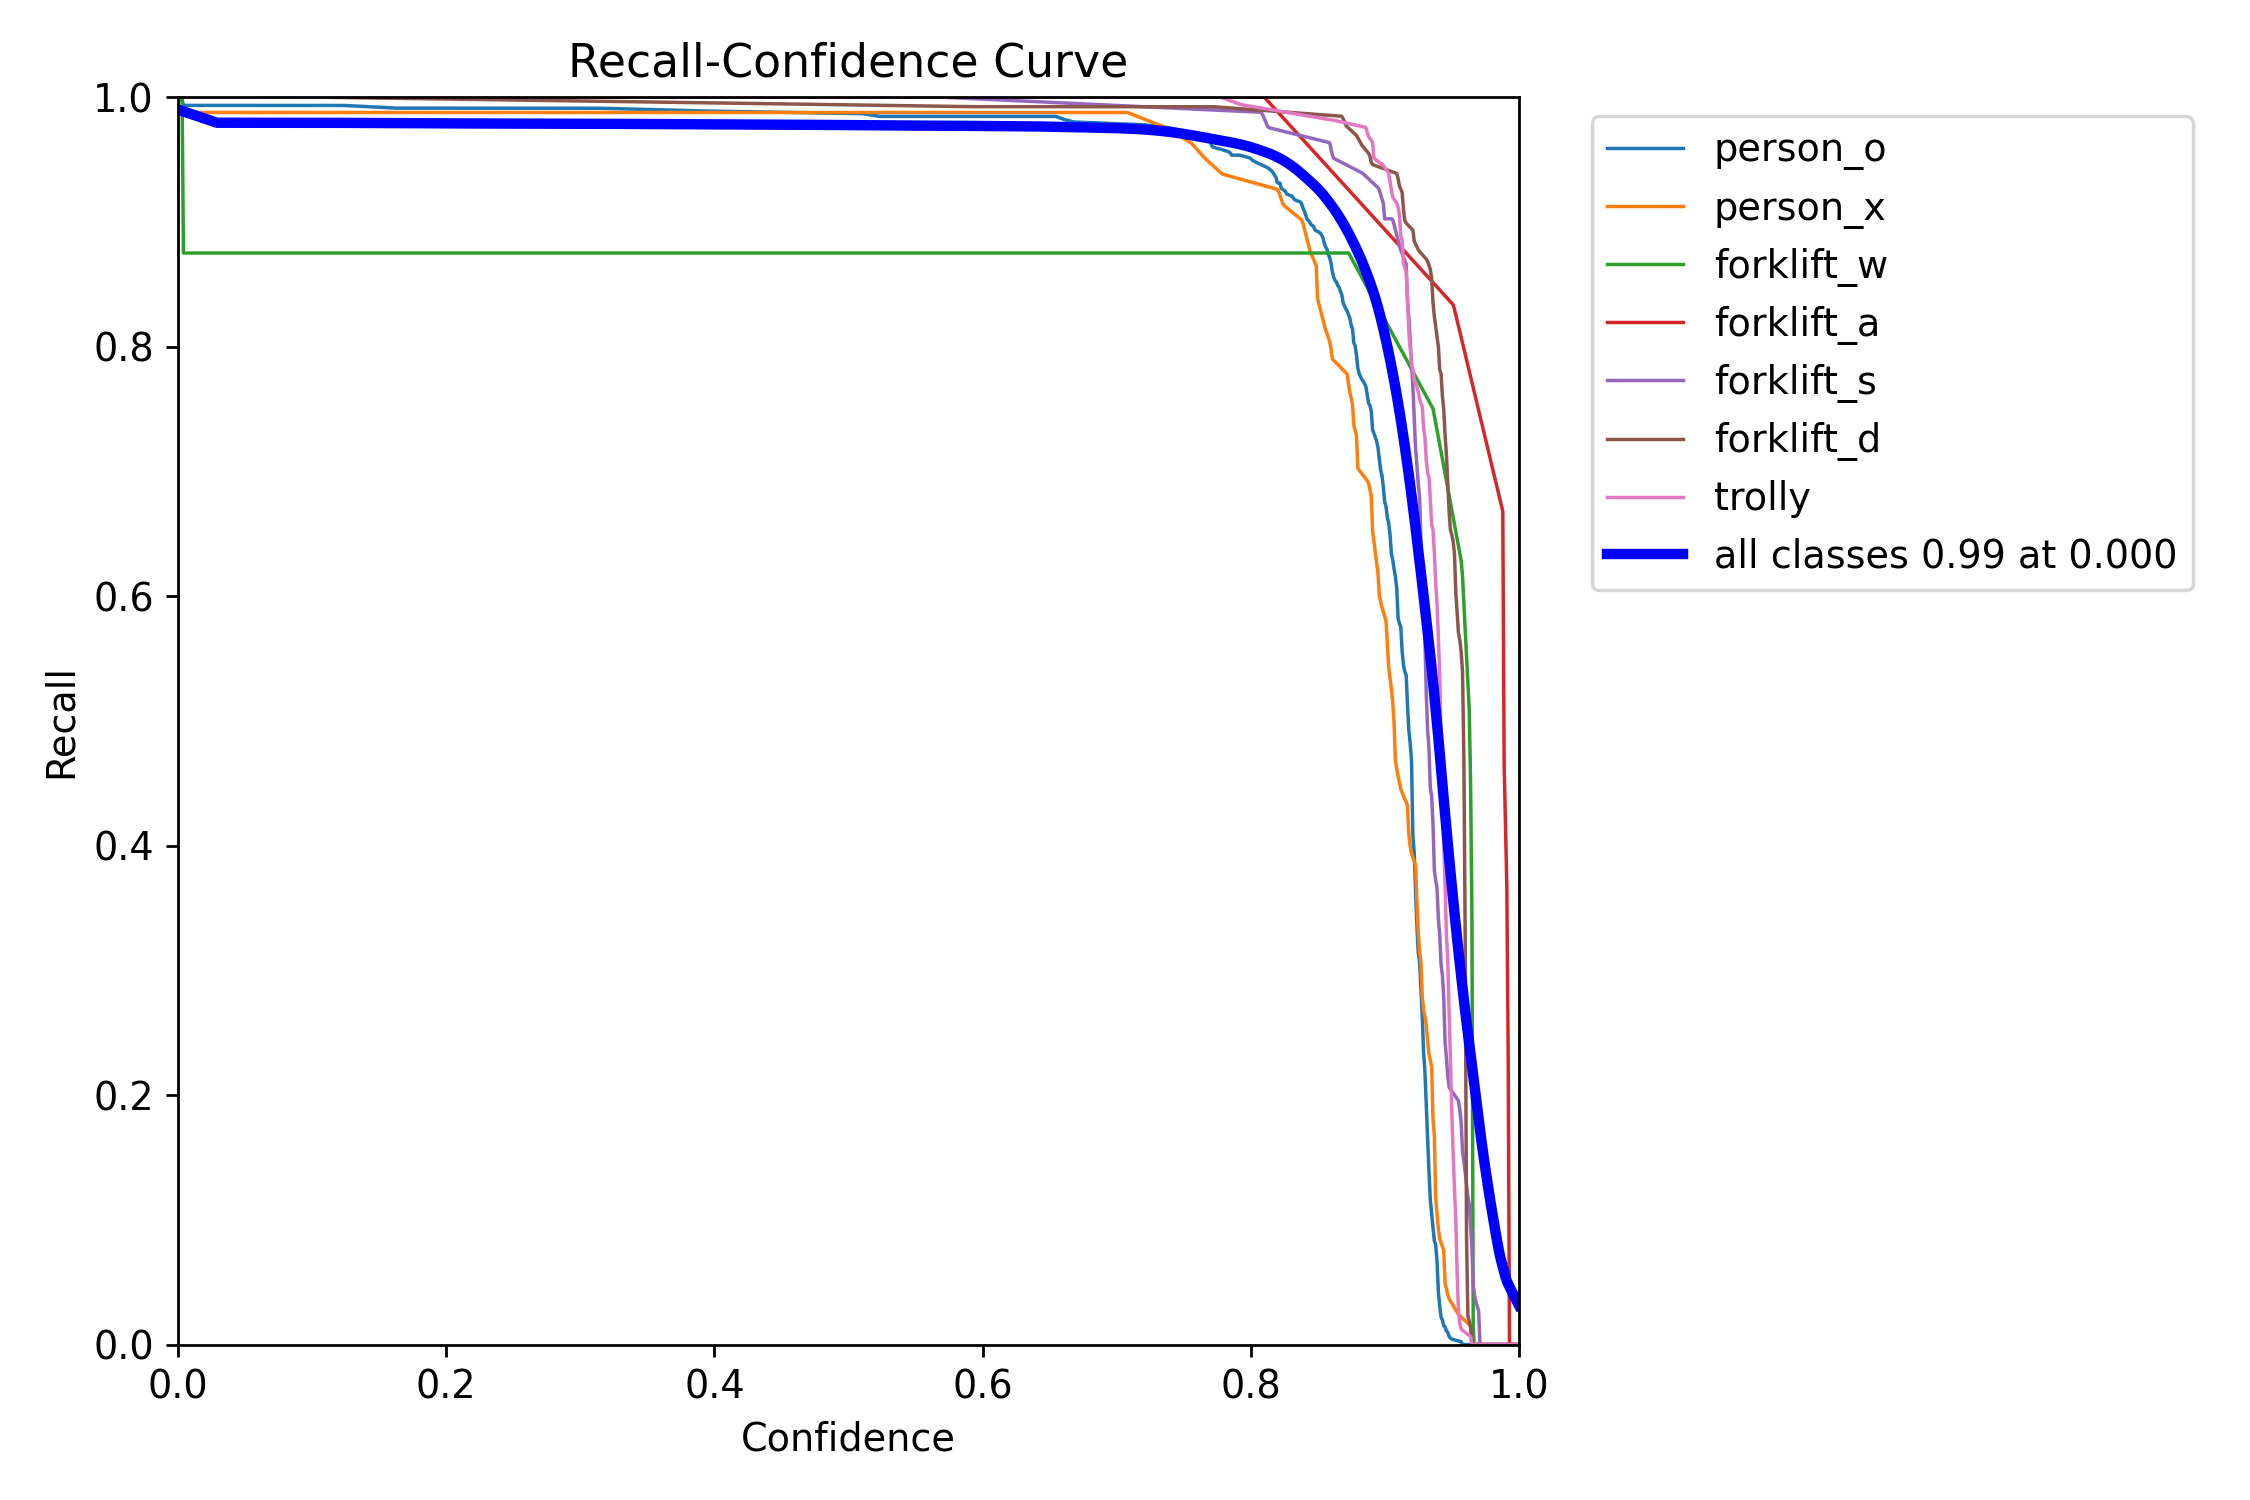 Recall-Confidence Curve
1.0
0.8
0.6
0.4
0.2
0.0
Recall
0.0 0.2 0.4 0.6 0.8 1.0
Confidence
person_o
person_x
forklift_w
forklift_a
forklift_s
forklift_d
trolly
all classes 0.99 at 0.000